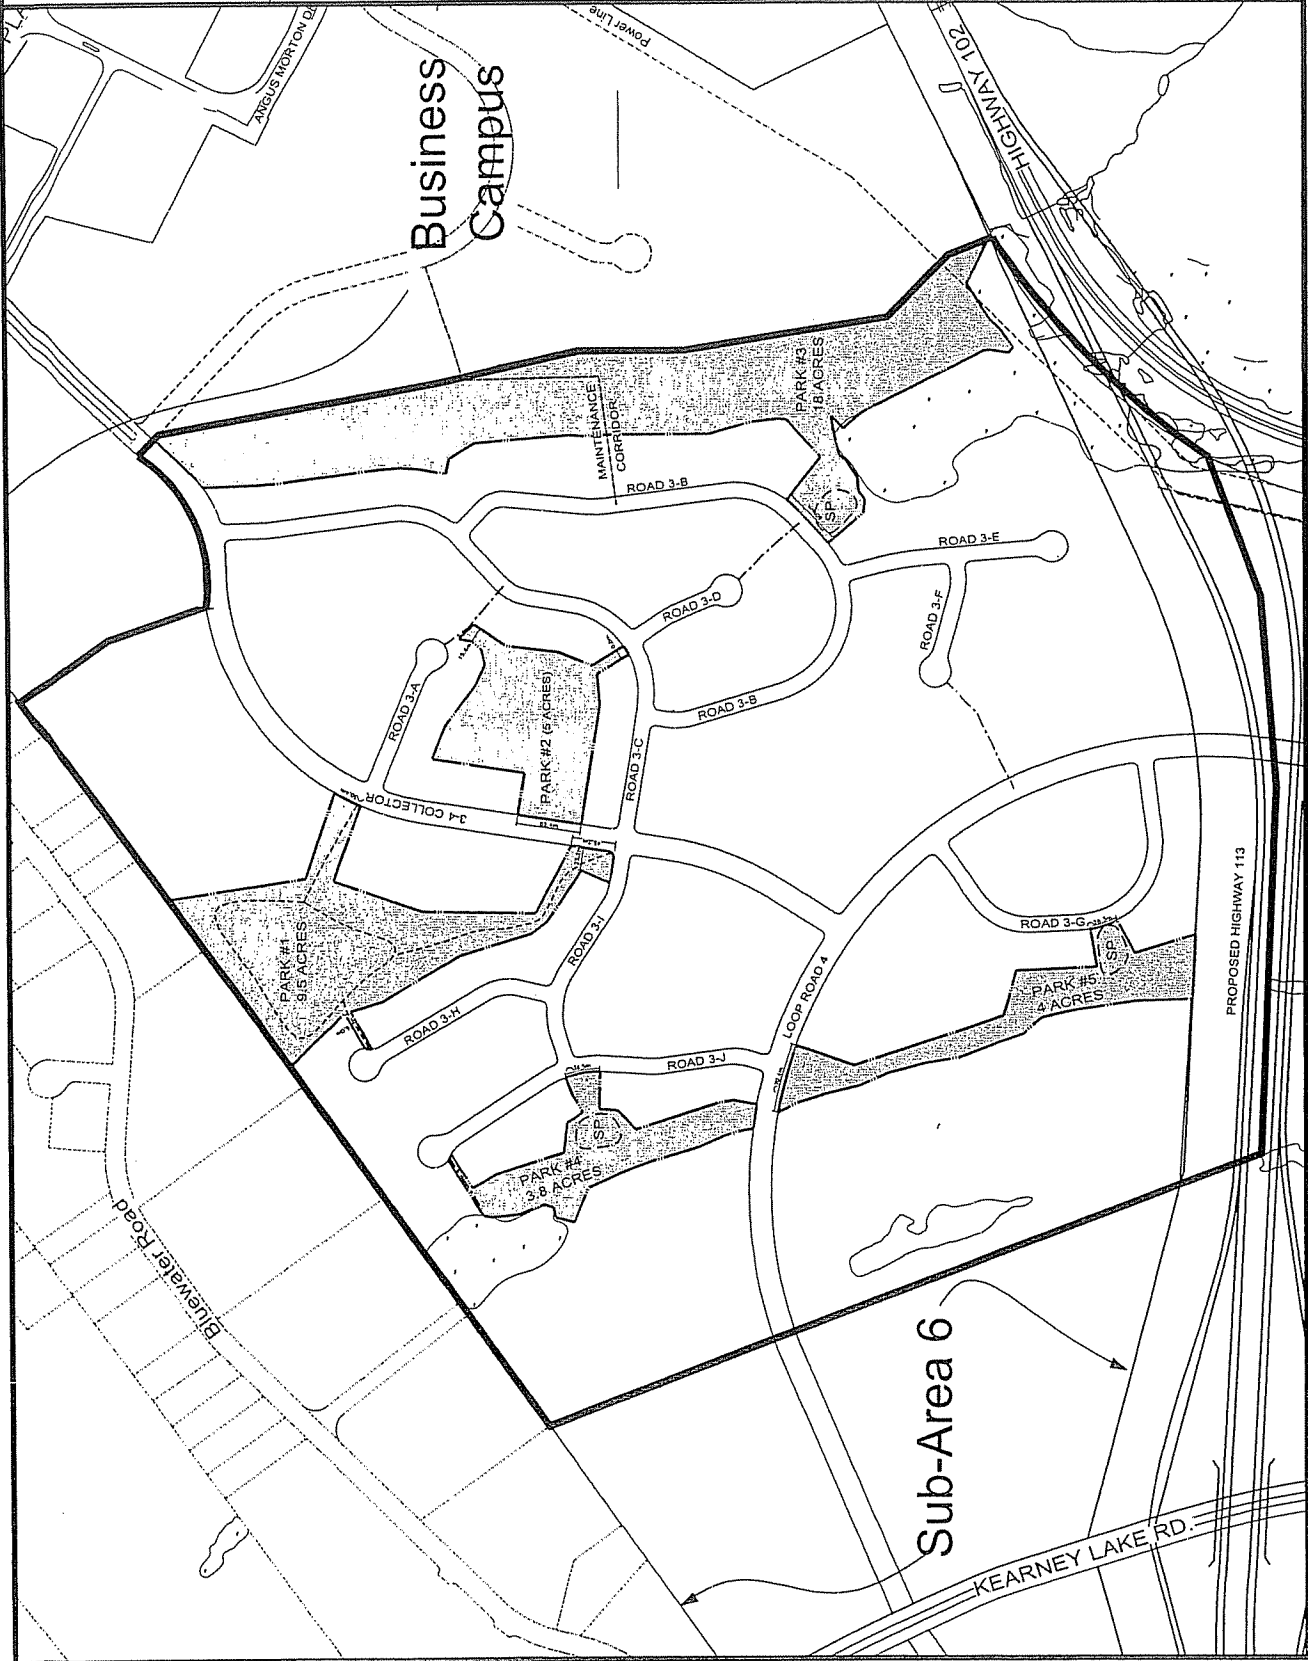 ANGUS MORTON DR
Power Line
HIGHWAY 102
Business
Campus
PARK #3
18 ACRES
MAINTENANCE
CORRIDOR
ROAD 3-B
SP
ROAD 3-E
ROAD 3-D
ROAD 3-F
ROAD 3-A
PARK #2 (5 ACRES)
ROAD 3-B
ROAD 3-C
3-4 COLLECTOR
PARK #1
9.5 ACRES
ROAD 3-I
ROAD 3-G
SP
PROPOSED HIGHWAY 113
ROAD 3-H
LOOP ROAD 4
PARK #5
4 ACRES
ROAD 3-J
SP
PARK #4
3.8 ACRES
Bluewater Road
Sub-Area 6
KEARNEY LAKE RD.